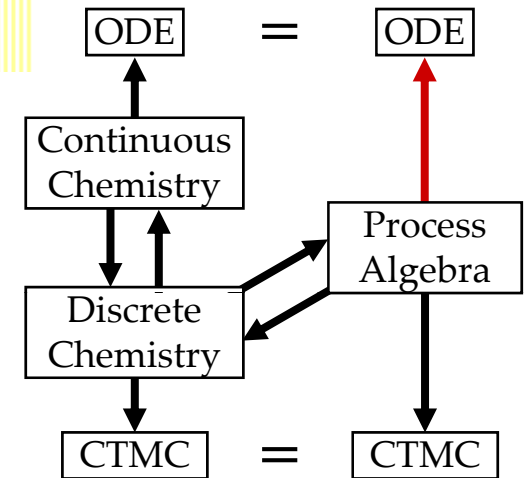 ODE = ODE
Continuous
Chemistry
Process
Algebra
Discrete
Chemistry
CTMC = CTMC